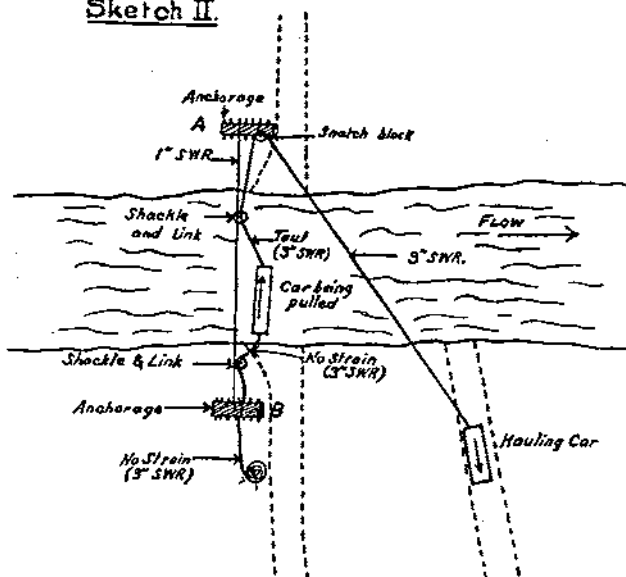 Sketch II.
Anchorage
A
Snatch block
1" SWR
Shackle
and Link
FLOW
Taut
(3" SWR)
3" SWR.
Car being
pulled
Shackle & Link
No Strain
(3" SWR)
Anchorage
B
Hauling Car
No Strain
(3" SWR)